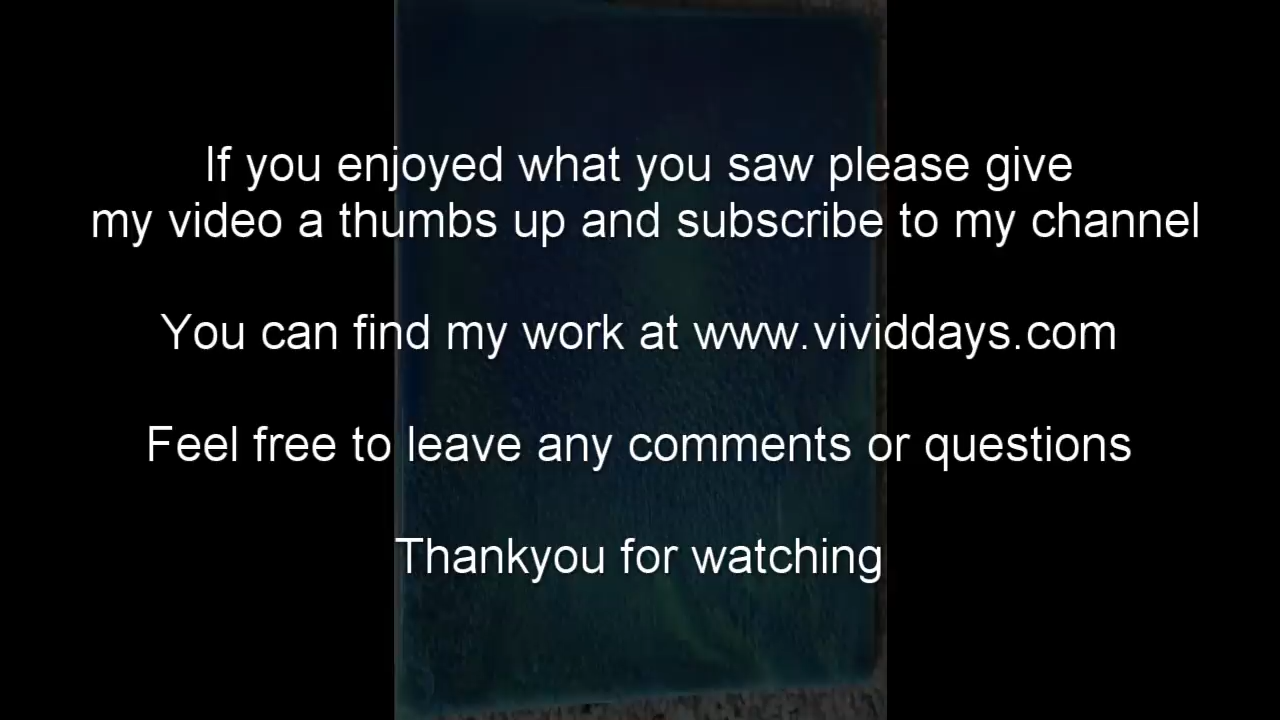 If you enjoyed what you saw please give
my video a thumbs up and subscribe to my channel
You can find my work at www.vividdays.com
Feel free to leave any comments or questions
Thankyou for watching